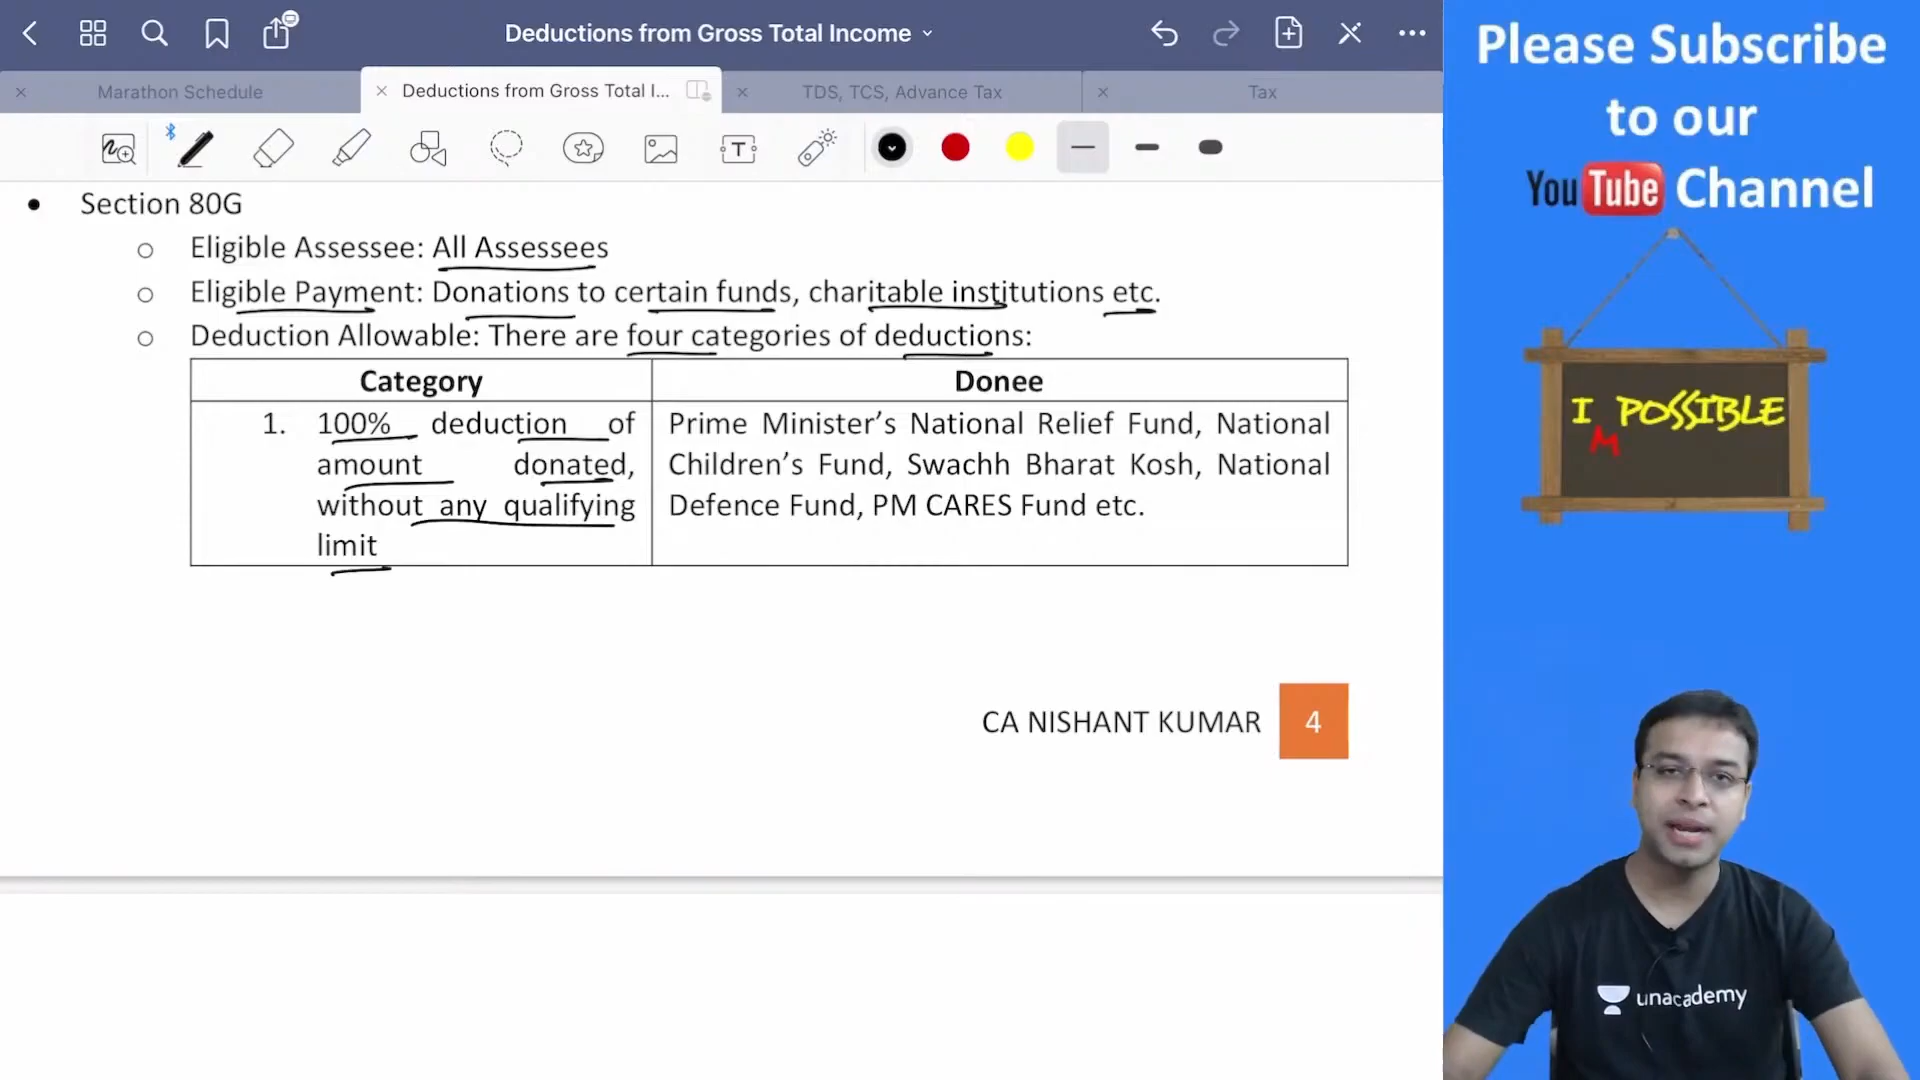 Deductions from Gross Total Income
Marathon Schedule
Deductions from Gross Total I...
TDS, TCS, Advance Tax
Tax
T
Section 80G
Eligible Assessee: All Assessees
Eligible Payment: Donations to certain funds, charitable institutions etc.
Deduction Allowable: There are four categories of deductions:
Category
Donee
1. 100% deduction of
amount donated,
without any qualifying
limit
Prime Minister’s National Relief Fund, National
Children’s Fund, Swachh Bharat Kosh, National
Defence Fund, PM CARES Fund etc.
CA NISHANT KUMAR 4
Please Subscribe
to our
YouTube Channel
I POSSIBLE
M
unacademy